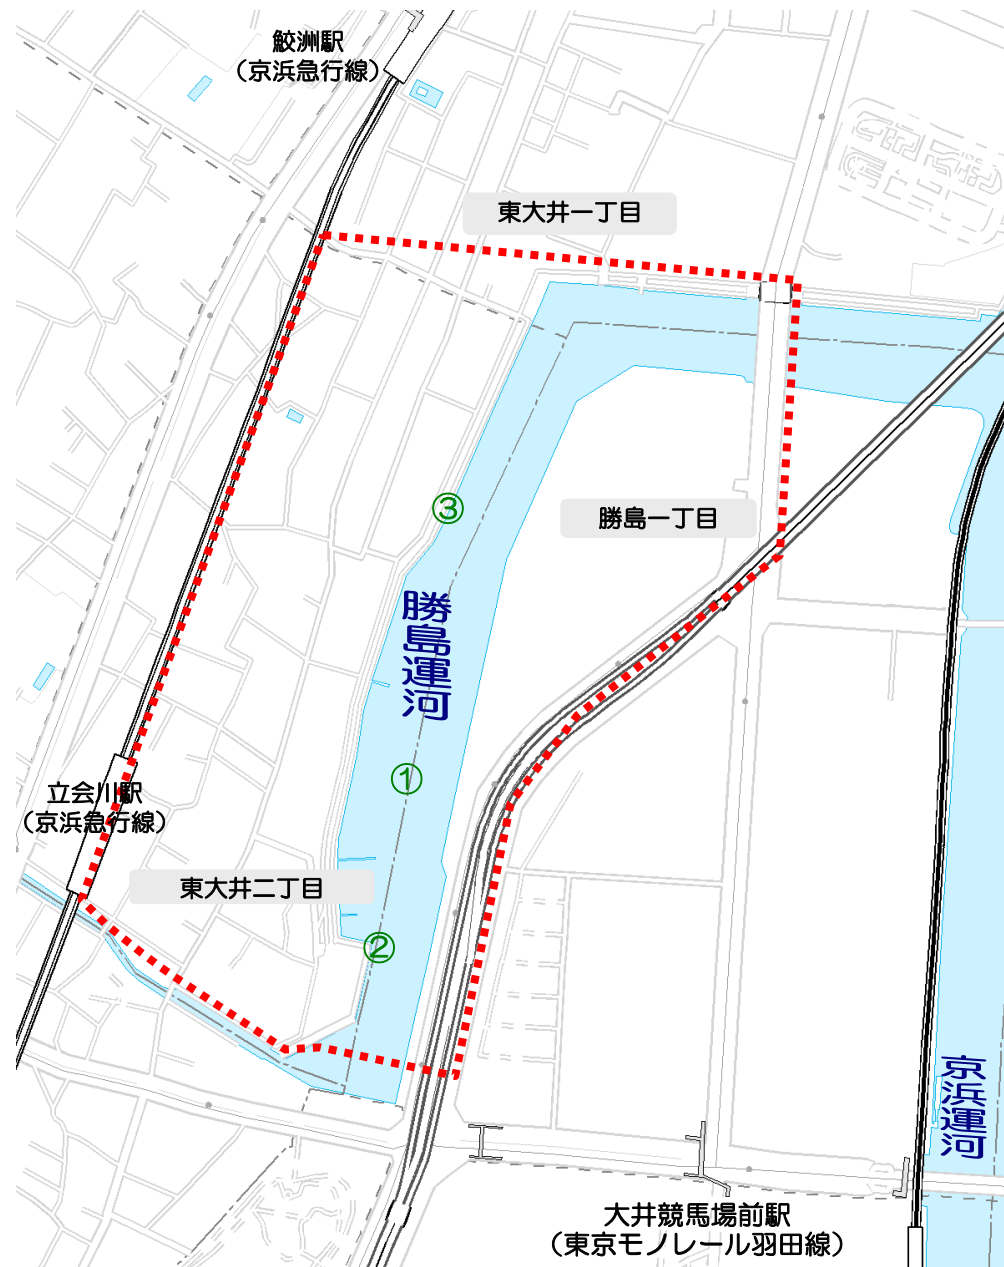 鮫洲駅
（京浜急行線）
東大井一丁目
勝島一丁目
③
勝島運河
①
立会川駅
（京浜急行線）
東大井二丁目
②
京浜運河
大井競馬場前駅
（東京モノレール羽田線）